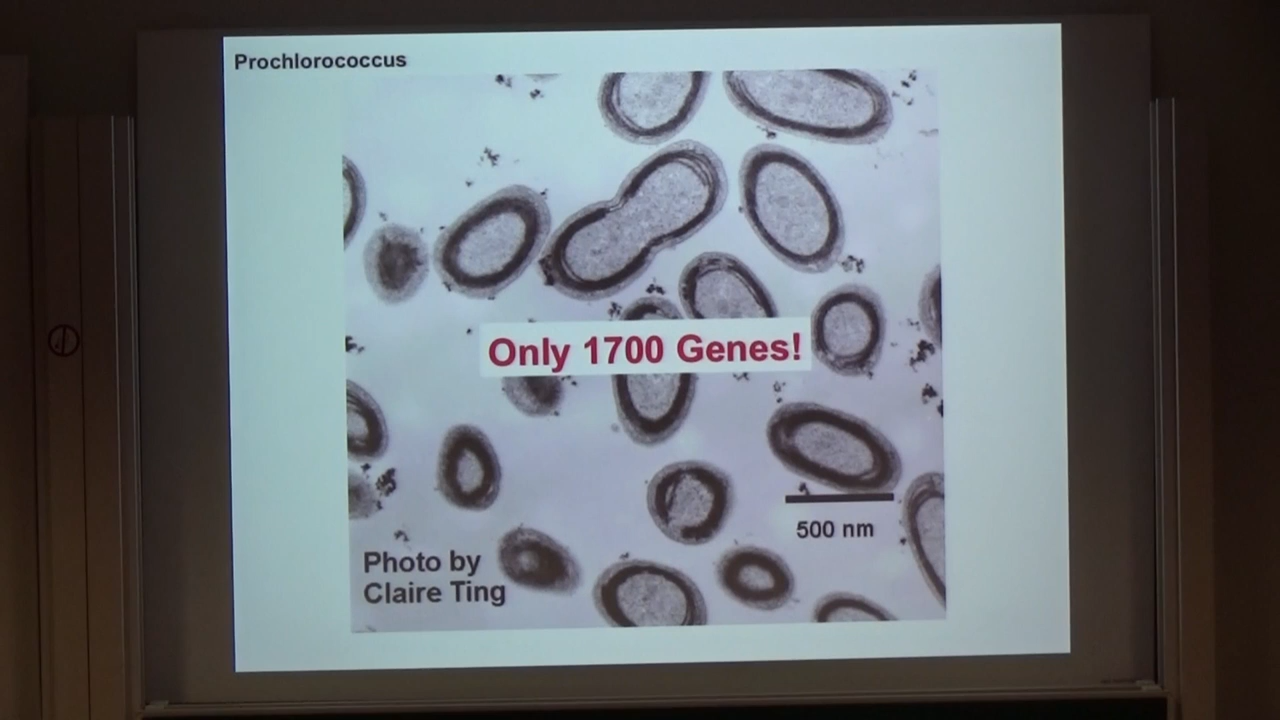 Prochlorococcus
Only 1700 Genes!
500 nm
Photo by
Claire Ting